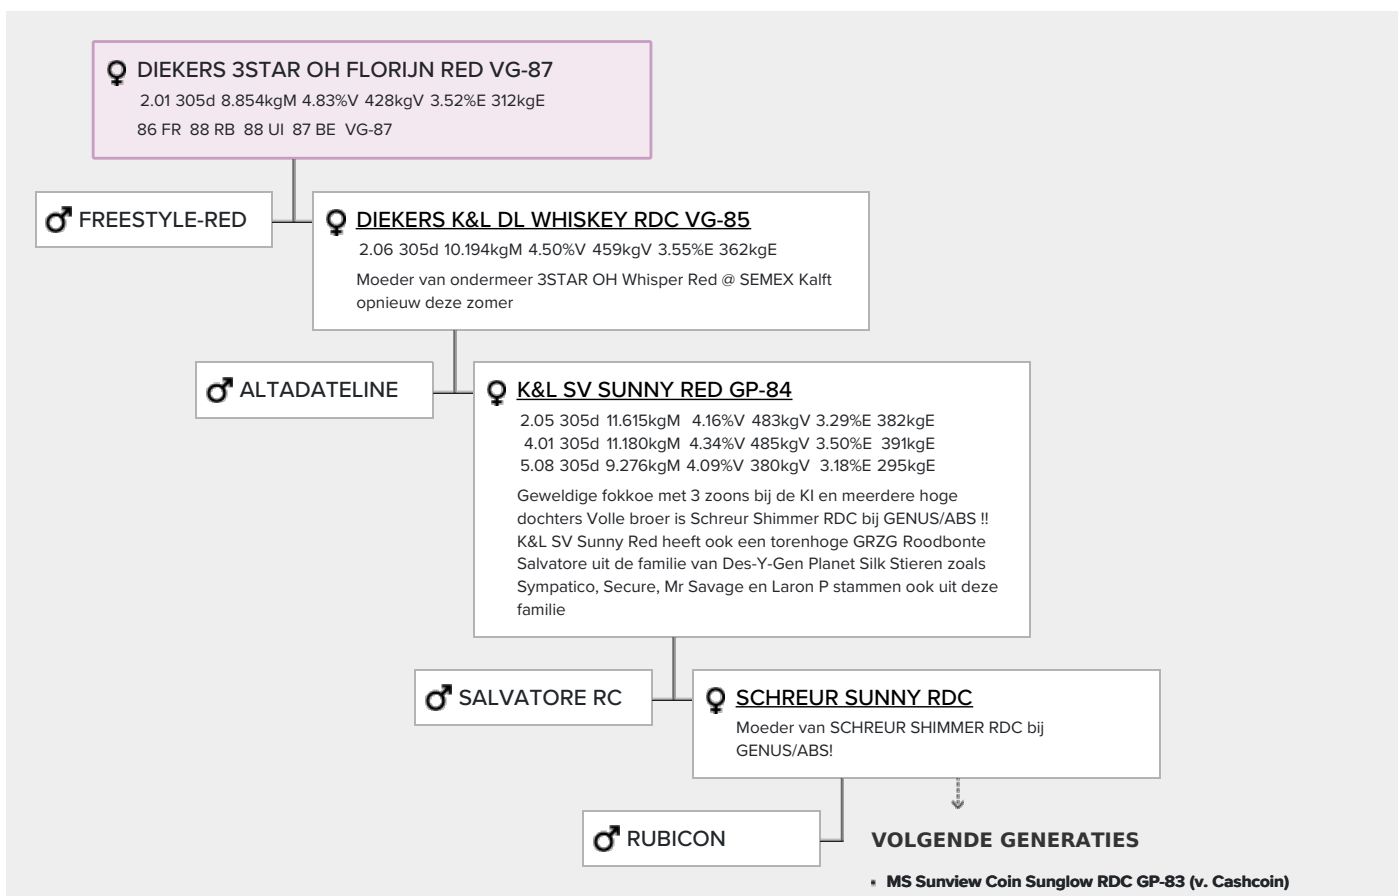 DIEKERS 3STAR OH FLORIJN RED VG-87
2.01 305d 8.854kgM 4.83%V 428kgV 3.52%E 312kgE
86 FR 88 RB 88 UI 87 BE VG-87
FREESTYLE-RED
DIEKERS K&L DL WHISKEY RDC VG-85
2.06 305d 10.194kgM 4.50%V 459kgV 3.55%E 362kgE
Moeder van ondermeer 3STAR OH Whisper Red @ SEMEX Kalft
opnieuw deze zomer
ALTADATELINE
K&L SV SUNNY RED GP-84
2.05 305d 11.615kgM 4.16%V 483kgV 3.29%E 382kgE
4.01 305d 11.180kgM 4.34%V 485kgV 3.50%E 391kgE
5.08 305d 9.276kgM 4.09%V 380kgV 3.18%E 295kgE
Geweldige fokkoe met 3 zoons bij de KI en meerdere hoge
dochters Volle broer is Schreur Shimmer RDC bij GENUS/ABS !!
K&L SV Sunny Red heeft ook een torenhoge GRZG Roodbonte
Salvatore uit de familie van Des-Y-Gen Planet Silk Stieren zoals
Sympatico, Secure, Mr Savage en Laron P stammen ook uit deze
familie
SALVATORE RC
SCHREUR SUNNY RDC
Moeder van SCHREUR SHIMMER RDC bij
GENUS/ABS!
RUBICON
VOLGENDE GENERATIES
▪ MS Sunview Coin Sunglow RDC GP-83 (v. Cashcoin)